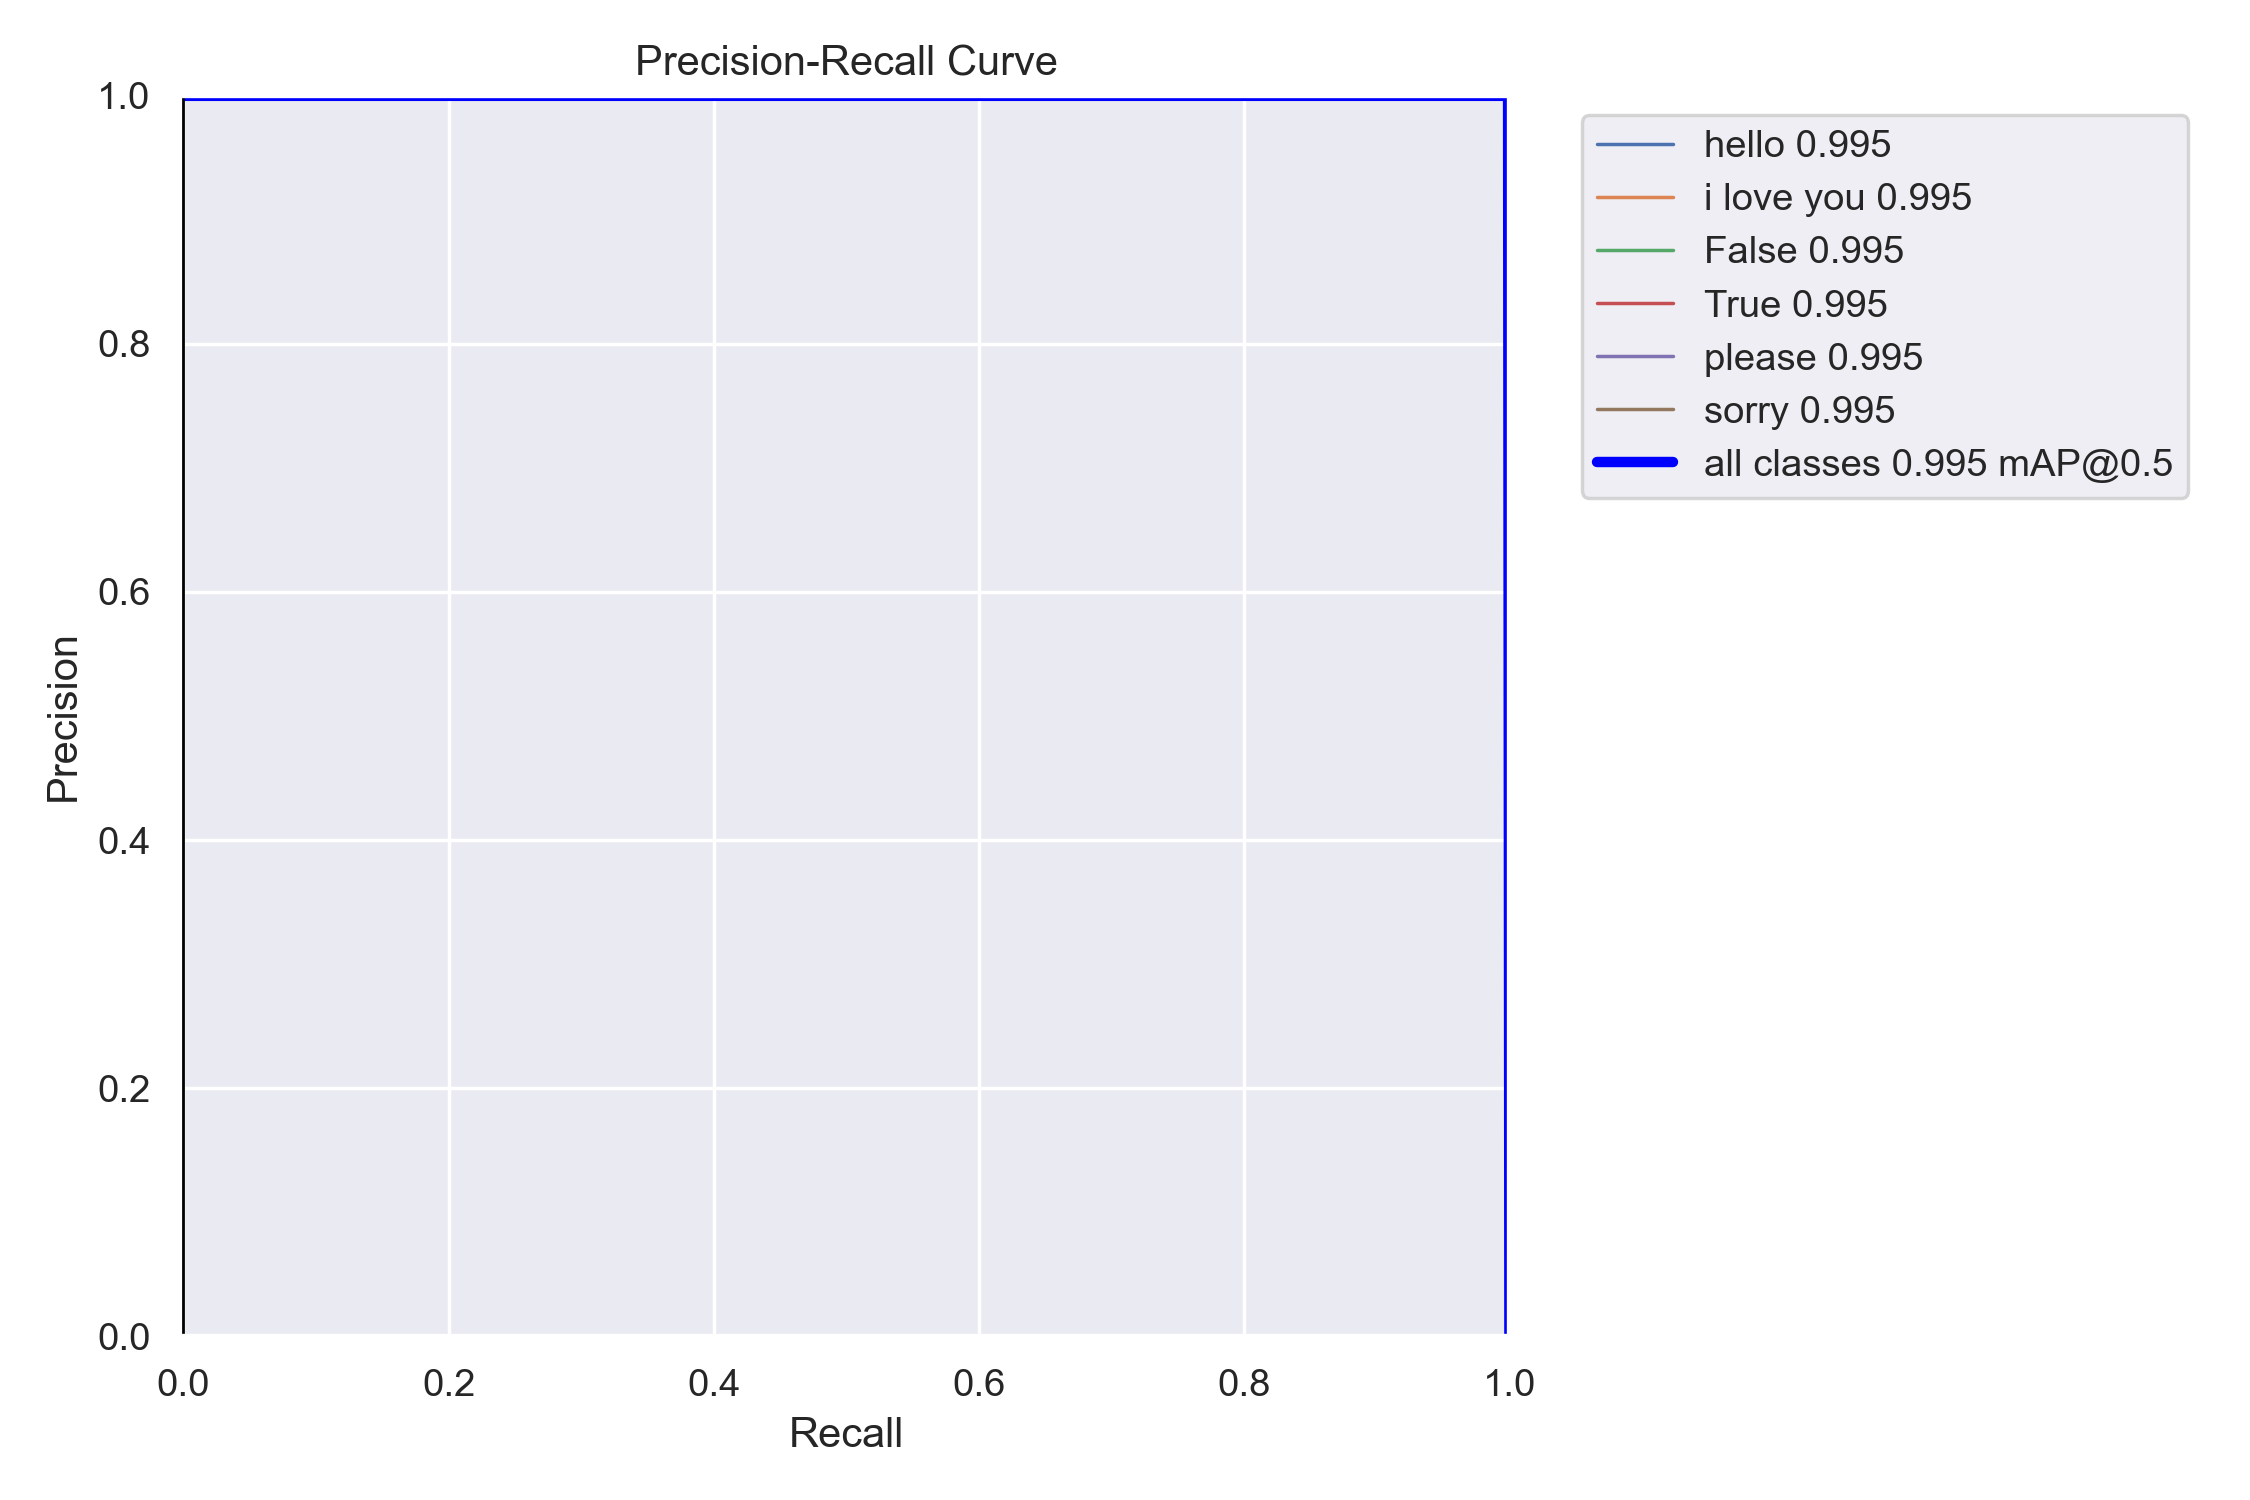 Precision-Recall Curve
1.0
0.8
0.6
0.4
0.2
0.0
Precision
0.0 0.2 0.4 0.6 0.8 1.0
Recall
hello 0.995
i love you 0.995
False 0.995
True 0.995
please 0.995
sorry 0.995
all classes 0.995 mAP@0.5